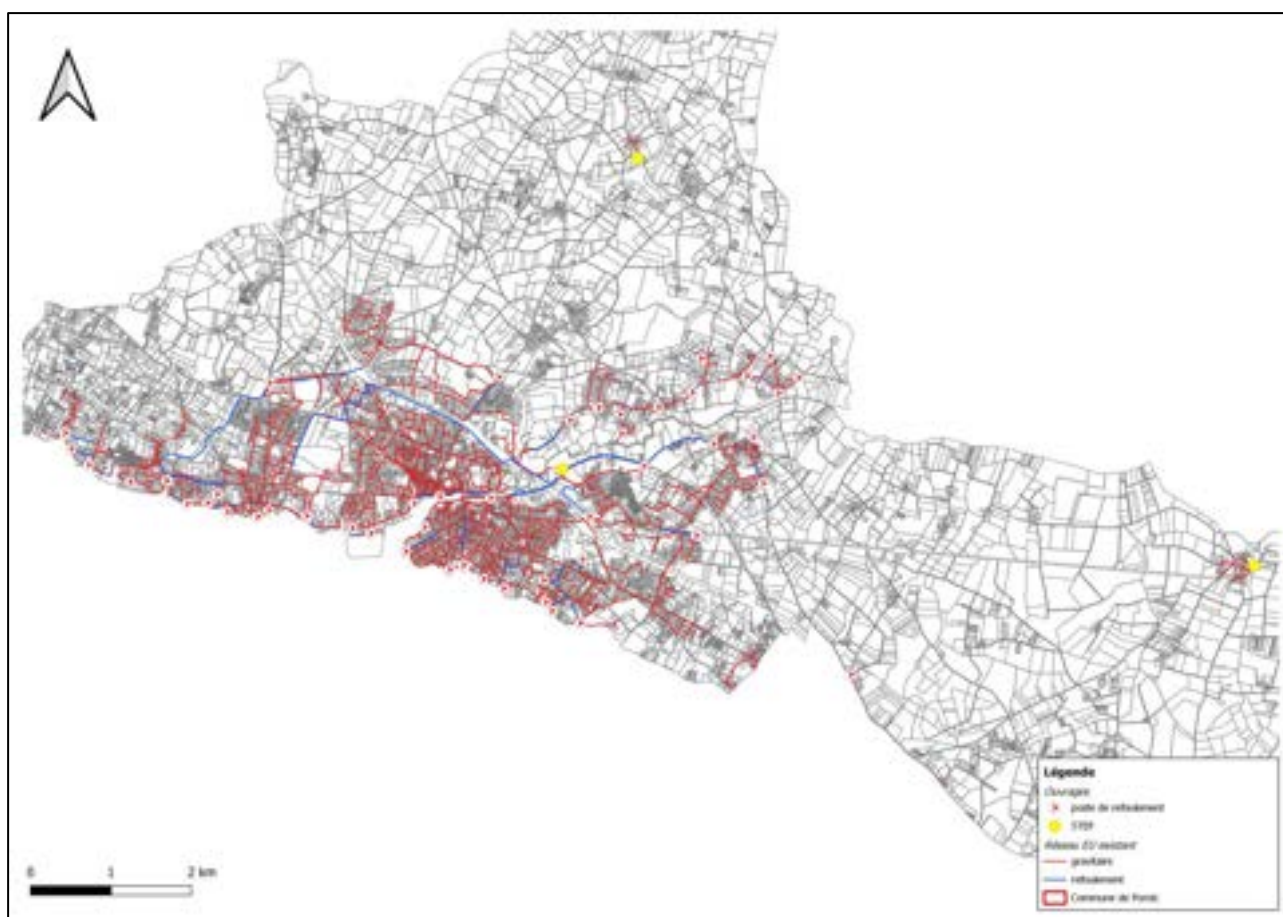 0 1 2 km
Légende
Ouvrages
poste de refoulement
STEP
Réseau EU existant
gravitaire
refoulement
Commune de Pornic